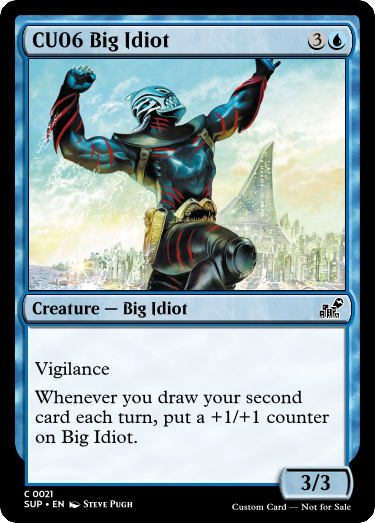 CU06 Big Idiot
3
Creature — Big Idiot
Vigilance
Whenever you draw your second
card each turn, put a +1/+1 counter
on Big Idiot.
3/3
C 0021
SUP • EN Steve Pugh
Custom Card — Not for Sale